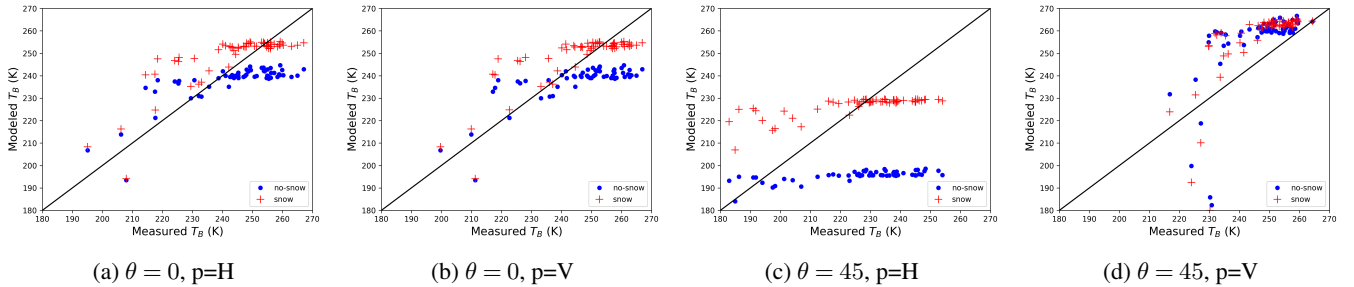 270
260
250
240
230
220
210
200
190
180
Modeled T_B (K)
no-snow
snow
180 190 200 210 220 230 240 250 260 270
Measured T_B (K)
(a) θ = 0, p=H
270
260
250
240
230
220
210
200
190
180
Modeled T_B (K)
no-snow
snow
180 190 200 210 220 230 240 250 260 270
Measured T_B (K)
(b) θ = 0, p=V
270
260
250
240
230
220
210
200
190
180
Modeled T_B (K)
no-snow
snow
180 190 200 210 220 230 240 250 260 270
Measured T_B (K)
(c) θ = 45, p=H
270
260
250
240
230
220
210
200
190
180
Modeled T_B (K)
no-snow
snow
180 190 200 210 220 230 240 250 260 270
Measured T_B (K)
(d) θ = 45, p=V